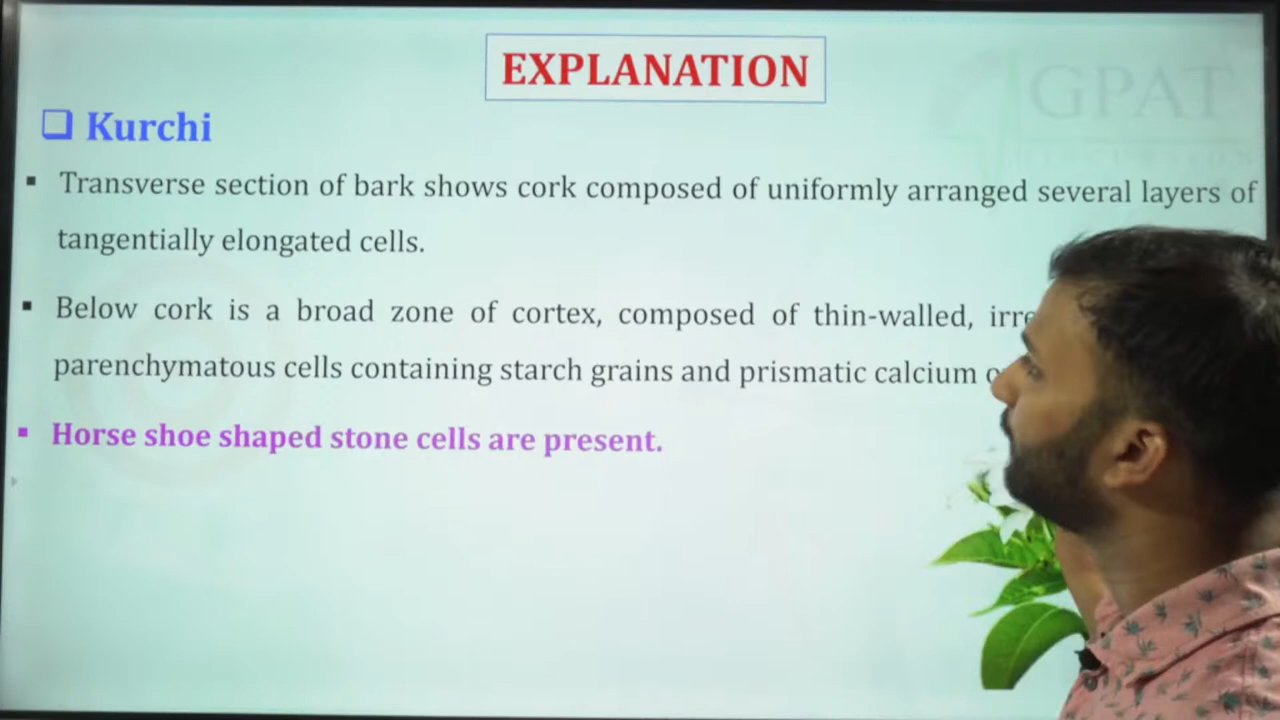 EXPLANATION
GPAT
❑ Kurchi
▪ Transverse section of bark shows cork composed of uniformly arranged several layers of
tangentially elongated cells.
▪ Below cork is a broad zone of cortex, composed of thin-walled,
parenchymatous cells containing starch grains and prismatic calcium
▪ Horse shoe shaped stone cells are present.